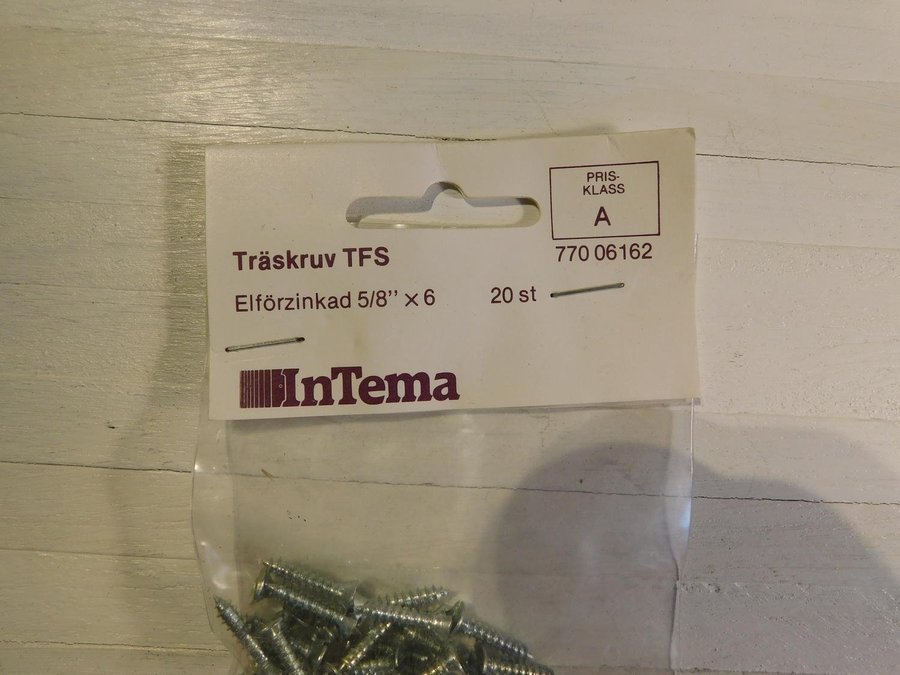 PRIS-
KLASS
A
770 06162
Träskruv TFS
Elförzinkad 5/8’’ × 6 20 st
InTema